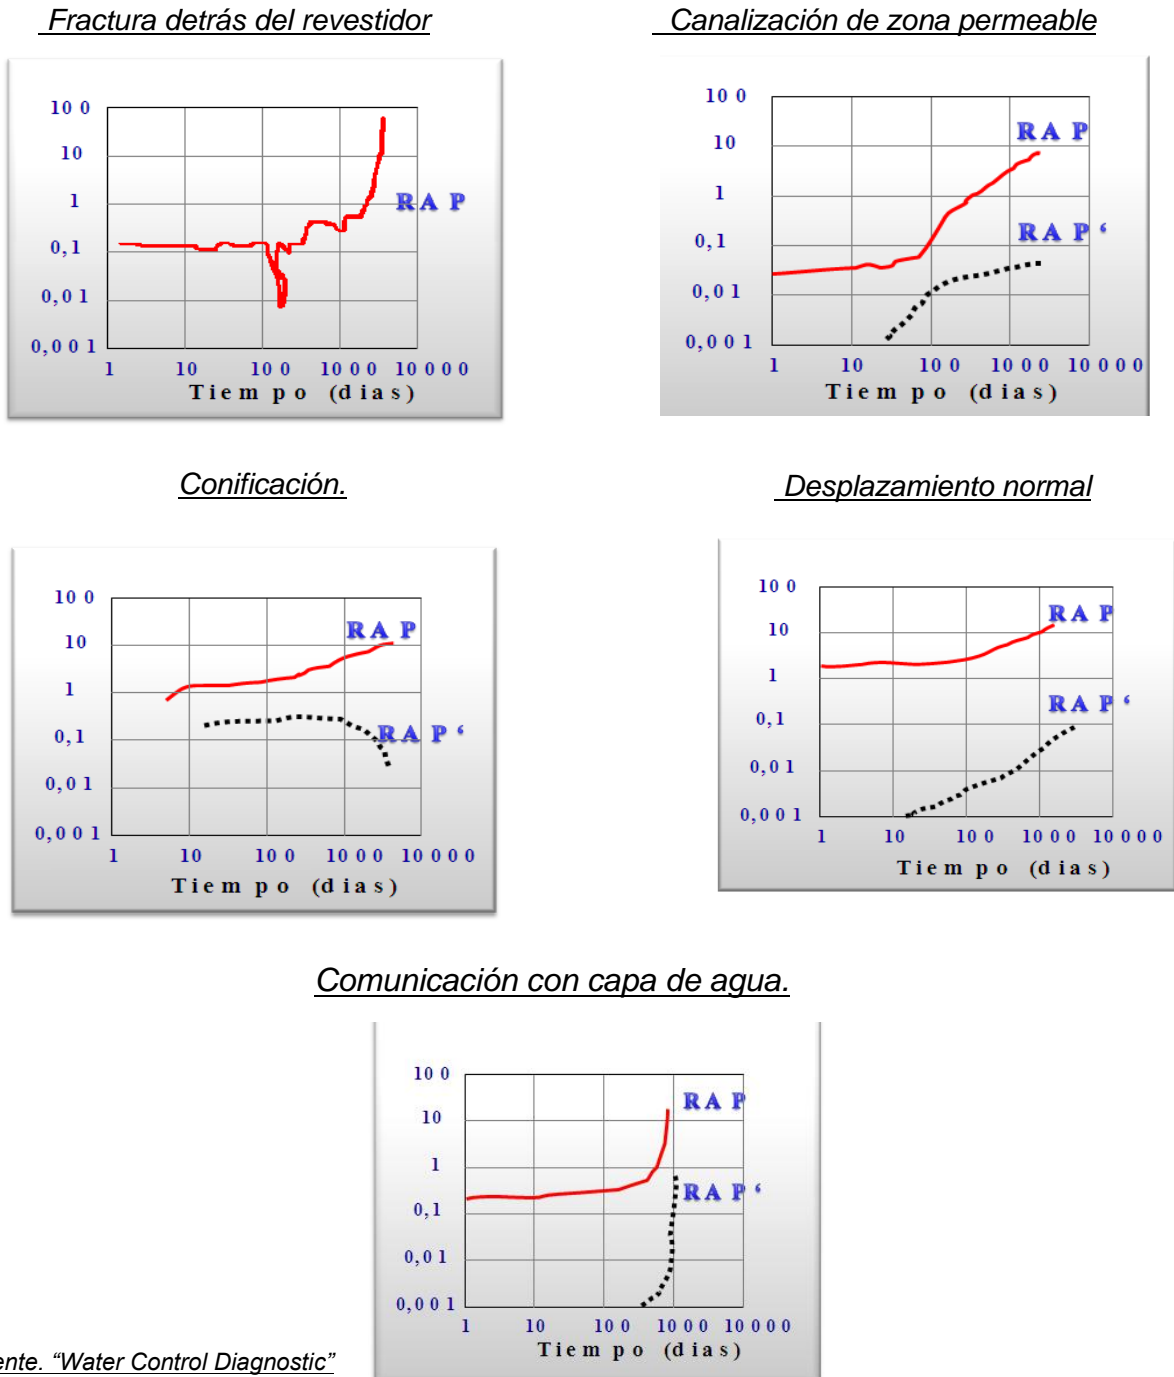 Fractura detrás del revestidor
100
10
1
0,1
0,01
0,001
RAP
1 10 100 1000 10000
Tiempo (dias)
Canalización de zona permeable
100
10
1
0,1
0,01
0,001
RAP
RAP‘
1 10 100 1000 10000
Tiempo (dias)
Conificación.
100
10
1
0,1
0,01
0,001
RAP
RAP‘
1 10 100 1000 10000
Tiempo (dias)
Desplazamiento normal
100
10
1
0,1
0,01
0,001
RAP
RAP‘
1 10 100 1000 10000
Tiempo (dias)
Comunicación con capa de agua.
100
10
1
0,1
0,01
0,001
RAP
RAP‘
1 10 100 1000 10000
Tiempo (dias)
ente. “Water Control Diagnostic”